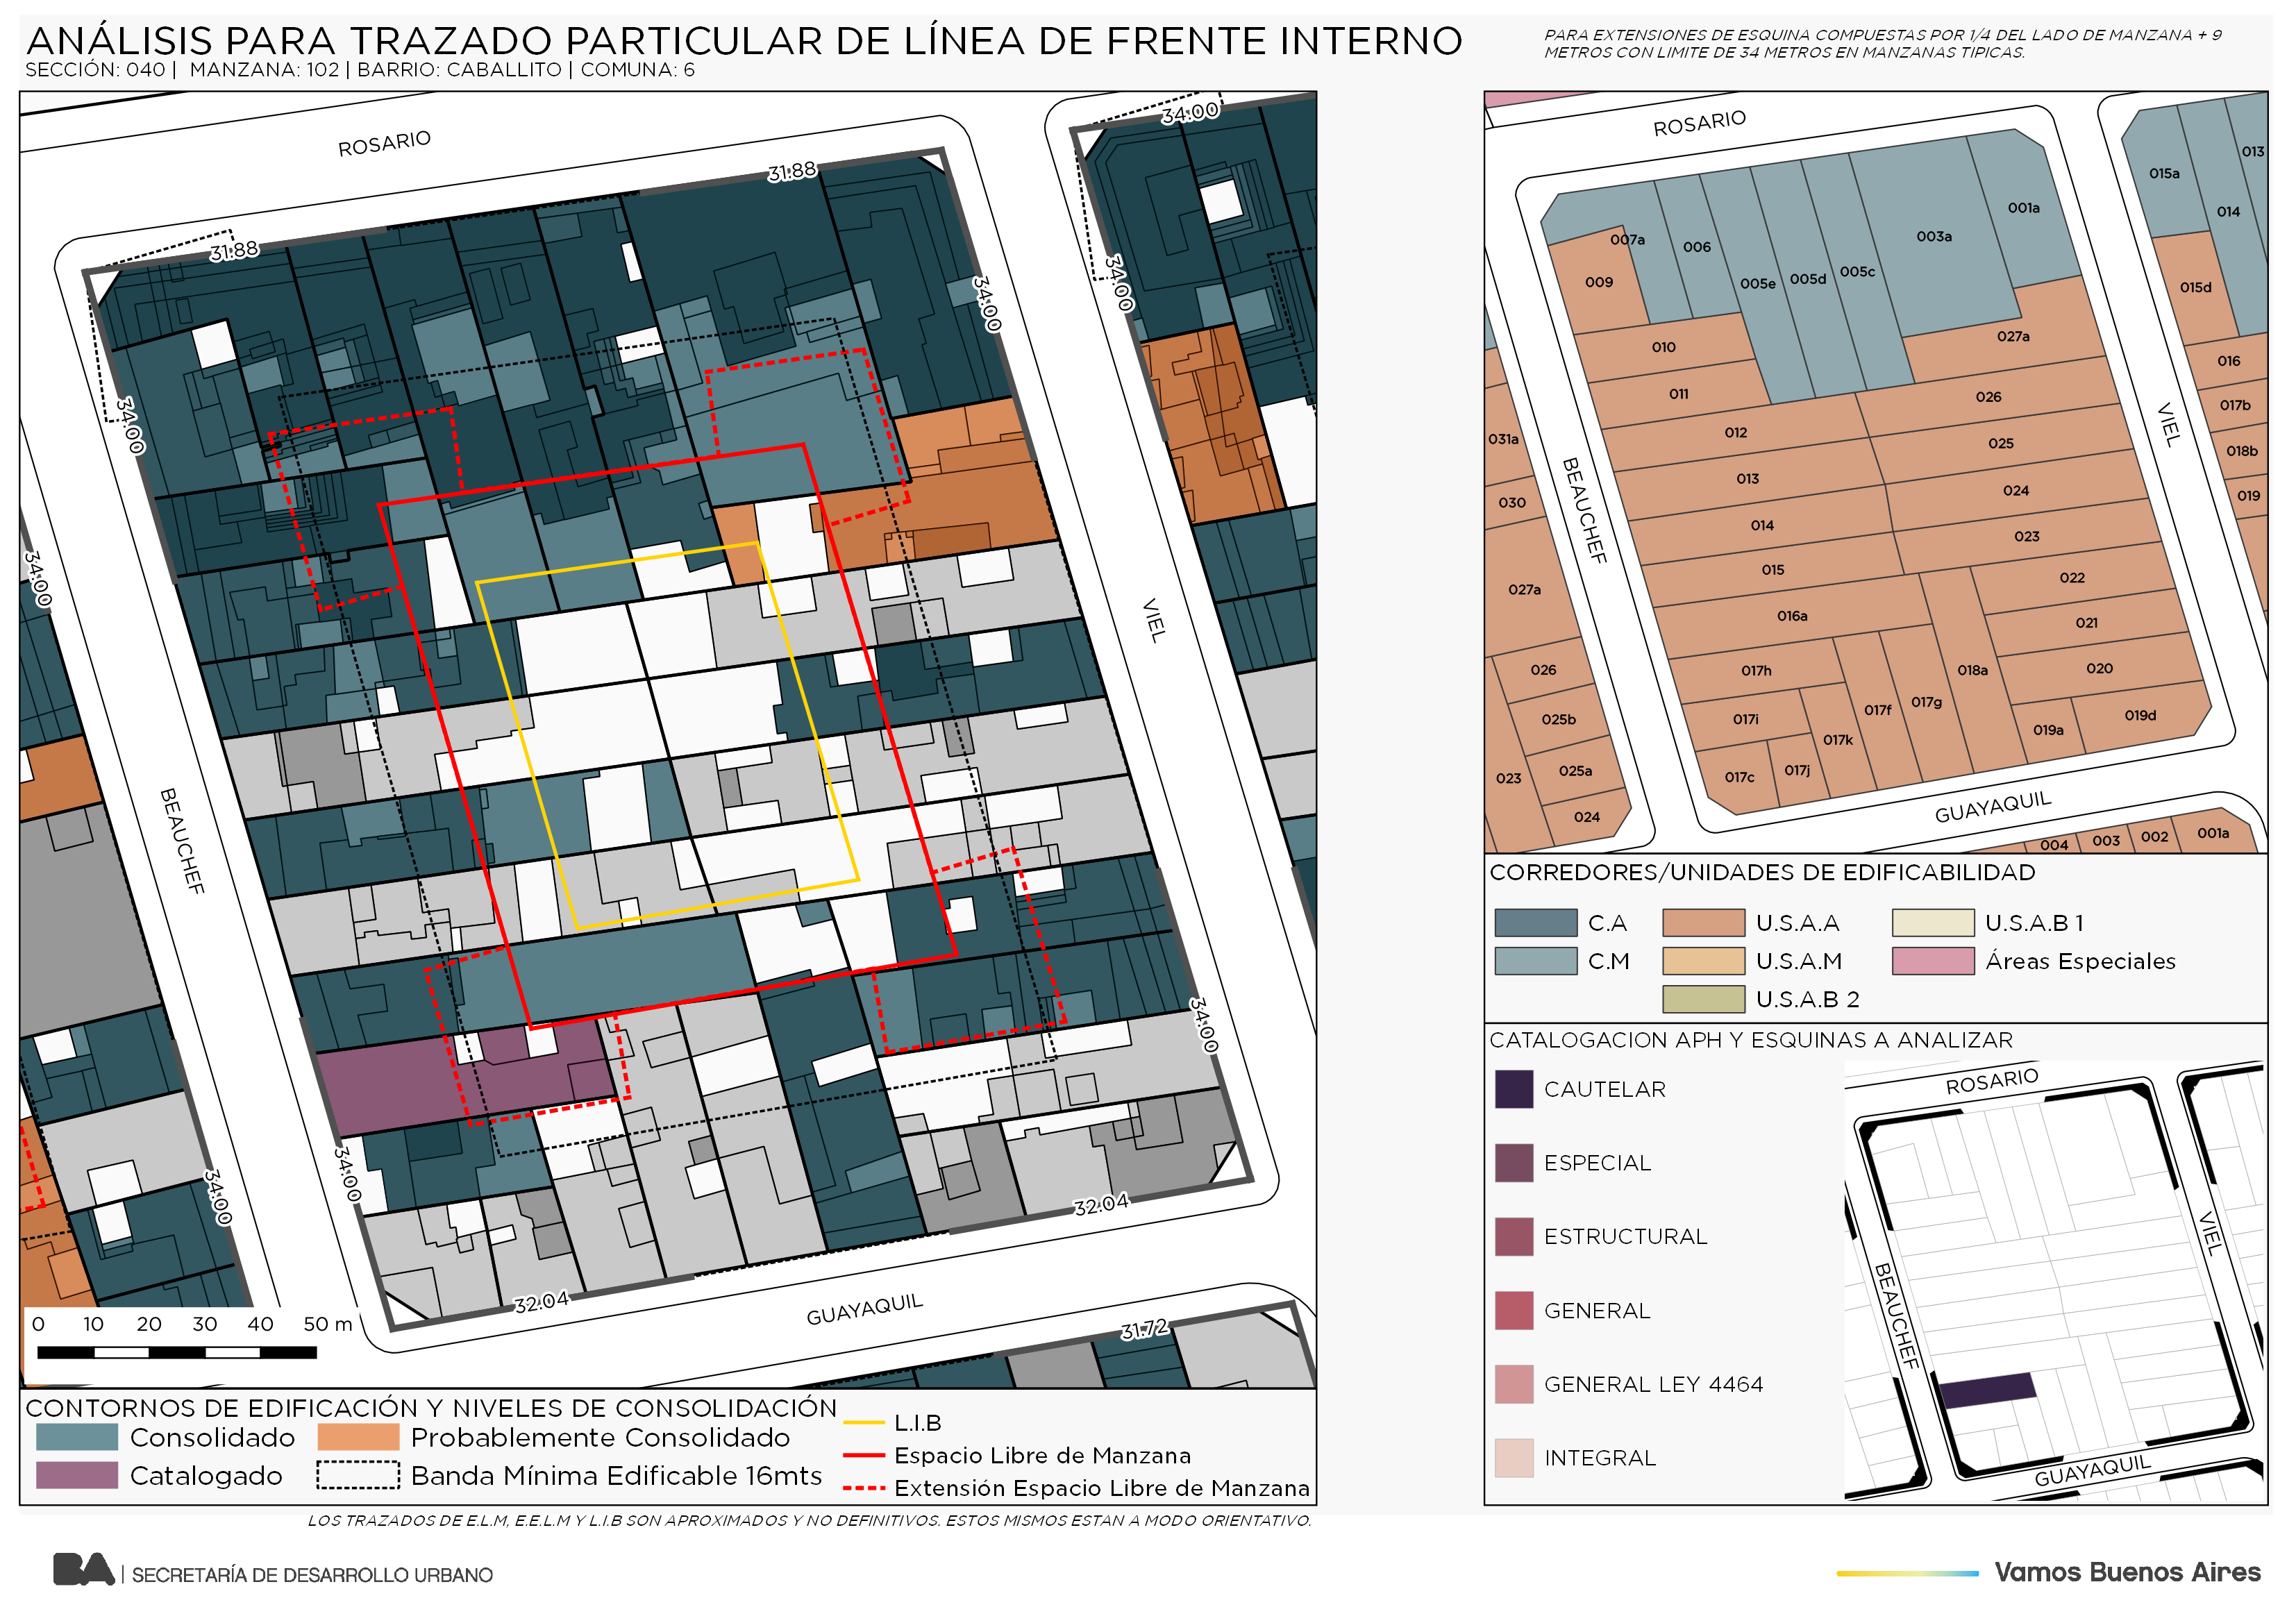 ANÁLISIS PARA TRAZADO PARTICULAR DE LÍNEA DE FRENTE INTERNO
SECCIÓN: 040 | MANZANA: 102 | BARRIO: CABALLITO | COMUNA: 6
PARA EXTENSIONES DE ESQUINA COMPUESTAS POR 1/4 DEL LADO DE MANZANA + 9
METROS CON LIMITE DE 34 METROS EN MANZANAS TIPICAS.
ROSARIO
31.88
31.88
34.00
34.00
34.00
34.00
34.00
VIEL
BEAUCHEF
34.00
34.00
34.00
32.04
32.04
GUAYAQUIL
31.72
0 10 20 30 40 50 m
CONTORNOS DE EDIFICACIÓN Y NIVELES DE CONSOLIDACIÓN
Consolidado
Probablemente Consolidado
Catalogado
Banda Mínima Edificable 16mts
L.I.B
Espacio Libre de Manzana
Extensión Espacio Libre de Manzana
LOS TRAZADOS DE E.L.M, E.E.L.M Y L.I.B SON APROXIMADOS Y NO DEFINITIVOS. ESTOS MISMOS ESTAN A MODO ORIENTATIVO.
ROSARIO
015a
013
014
001a
003a
007a
006
009
005e
005d
005c
015d
027a
010
016
011
026
017b
012
025
031a
018b
013
024
030
019
014
023
015
022
027a
016a
021
026
017h
018a
020
025b
017i
017f
017g
019a
019d
017k
025a
023
017c
017j
024
004
003
002
001a
BEAUCHEF
VIEL
GUAYAQUIL
CORREDORES/UNIDADES DE EDIFICABILIDAD
C.A
U.S.A.A
U.S.A.B 1
C.M
U.S.A.M
Áreas Especiales
U.S.A.B 2
CATALOGACION APH Y ESQUINAS A ANALIZAR
CAUTELAR
ESPECIAL
ESTRUCTURAL
GENERAL
GENERAL LEY 4464
INTEGRAL
ROSARIO
VIEL
BEAUCHEF
GUAYAQUIL
BA | SECRETARÍA DE DESARROLLO URBANO
Vamos Buenos Aires